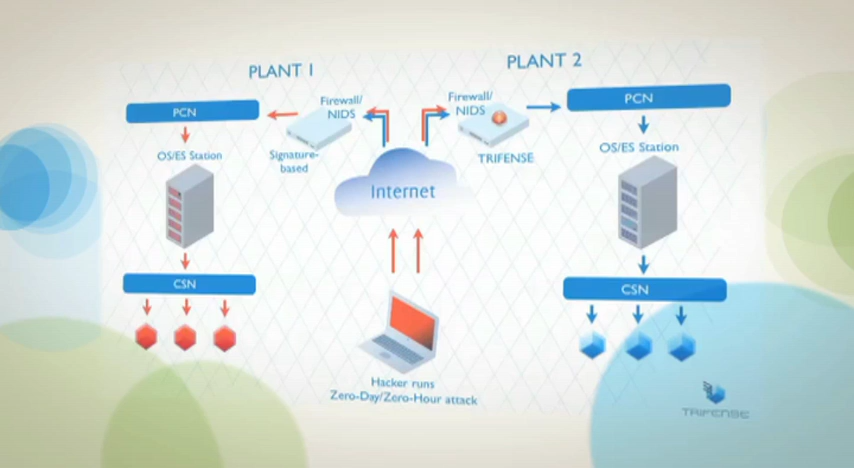 PLANT 1
PLANT 2
Firewall/
NIDS
Firewall/
NIDS
PCN
PCN
Signature-
based
TRIFENSE
OS/ES Station
OS/ES Station
Internet
CSN
CSN
Hacker runs
Zero-Day/Zero-Hour attack
TRIFENSE